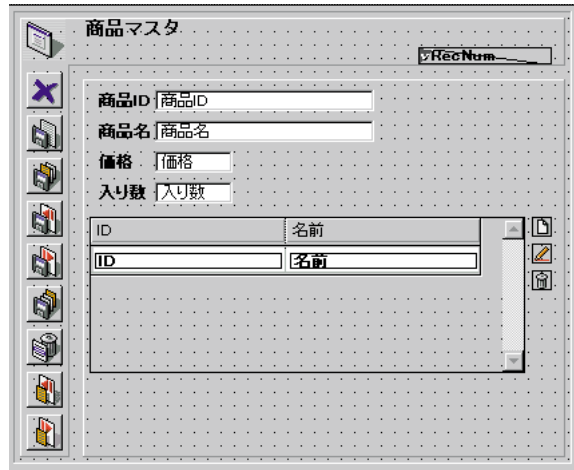 商品マスタ
vRecNum
商品ID 商品ID
商品名 商品名
価格 価格
入り数 入り数
ID 名前
ID 名前